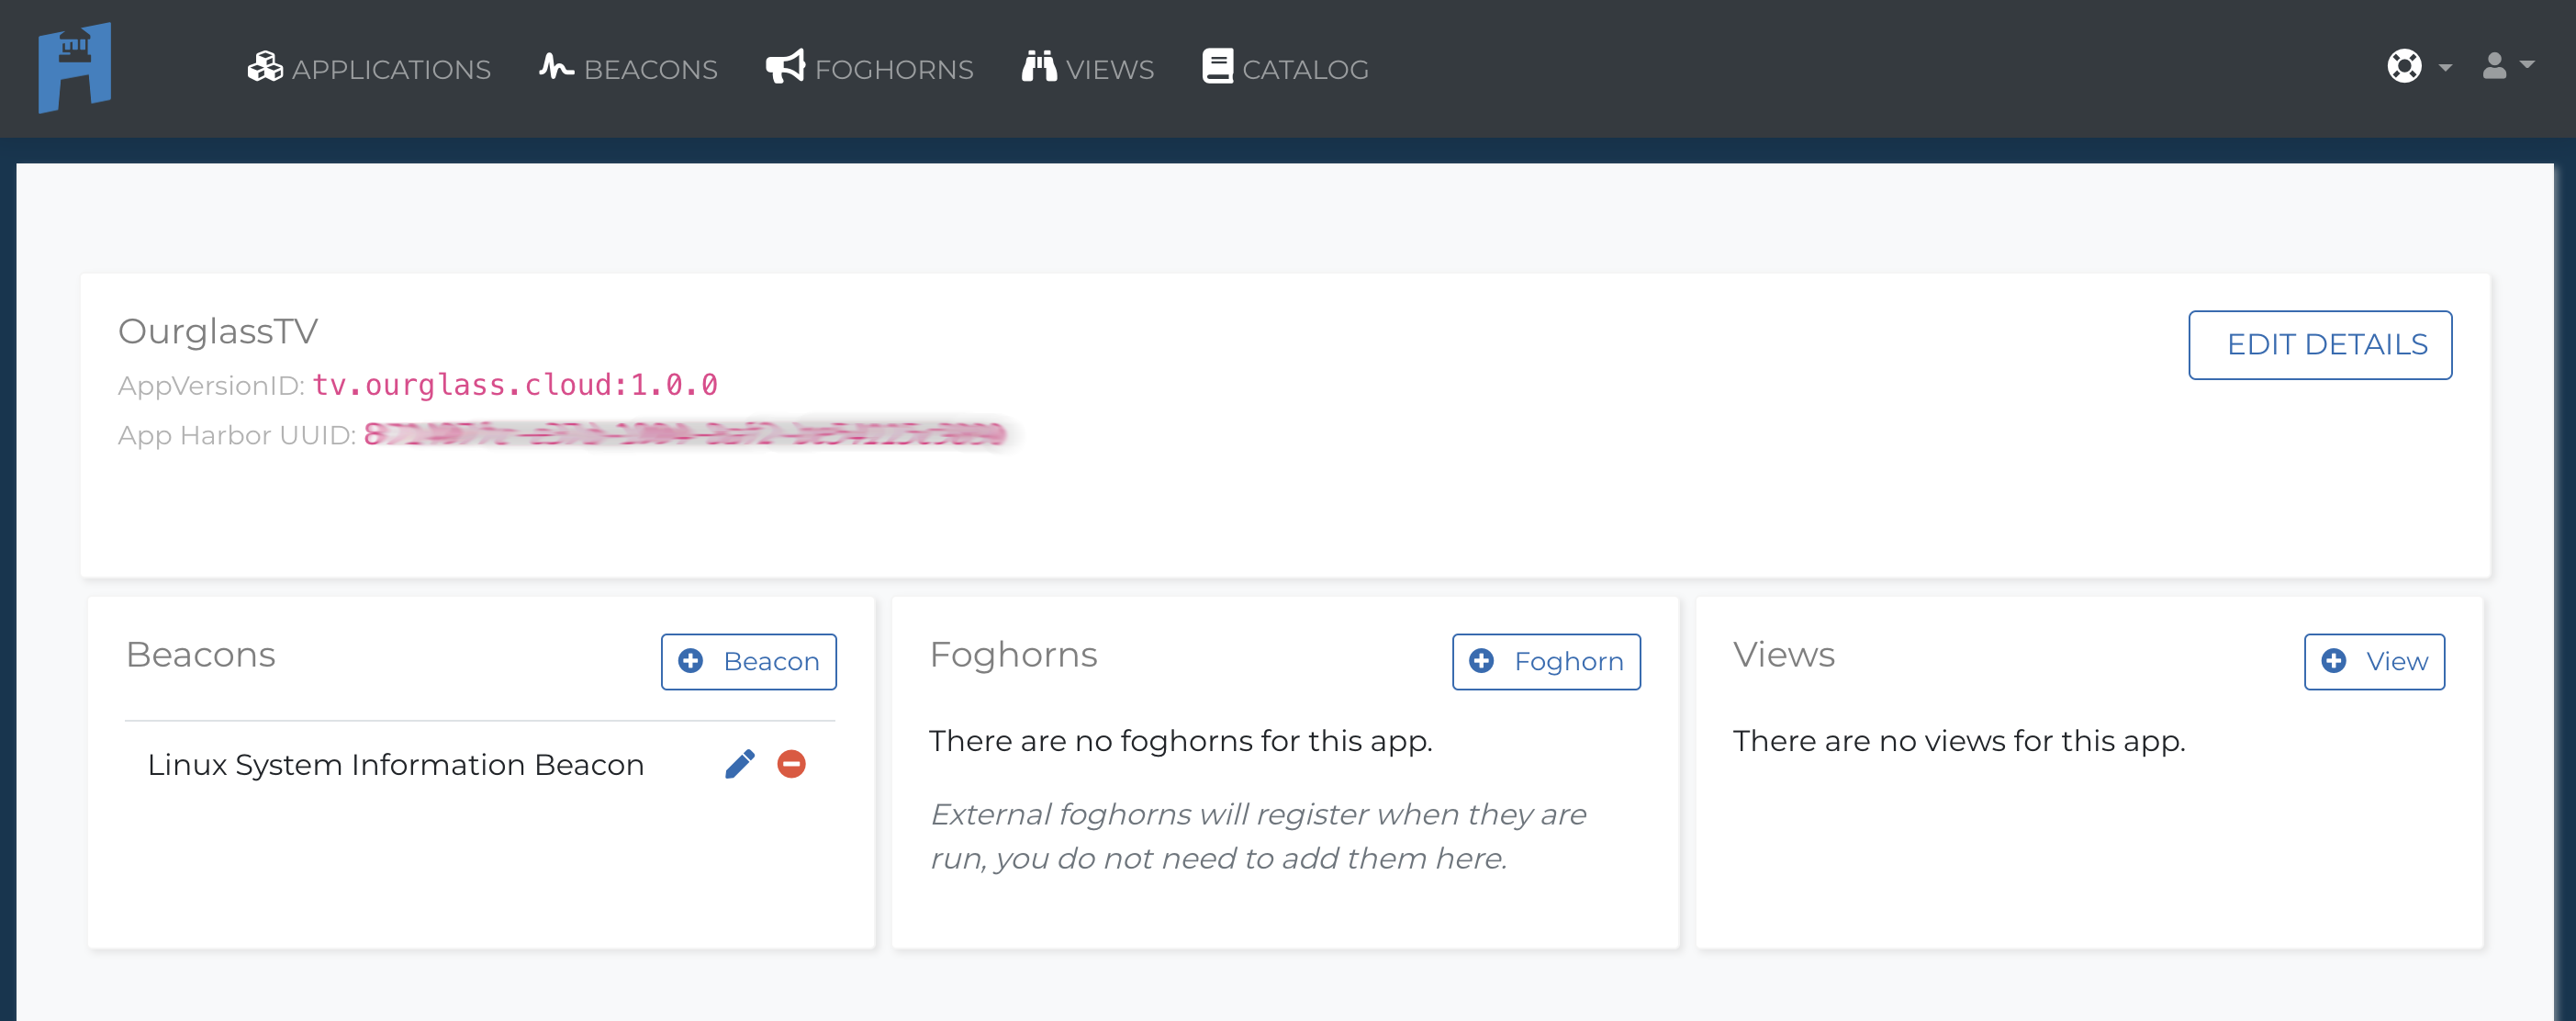 APPLICATIONS BEACONS FOGHORNS VIEWS CATALOG
OurglassTV
EDIT DETAILS
AppVersionID: tv.ourglass.cloud:1.0.0
App Harbor UUID:
Beacons
Beacon
Linux System Information Beacon
Foghorns
Foghorn
There are no foghorns for this app.
External foghorns will register when they are
run, you do not need to add them here.
Views
View
There are no views for this app.